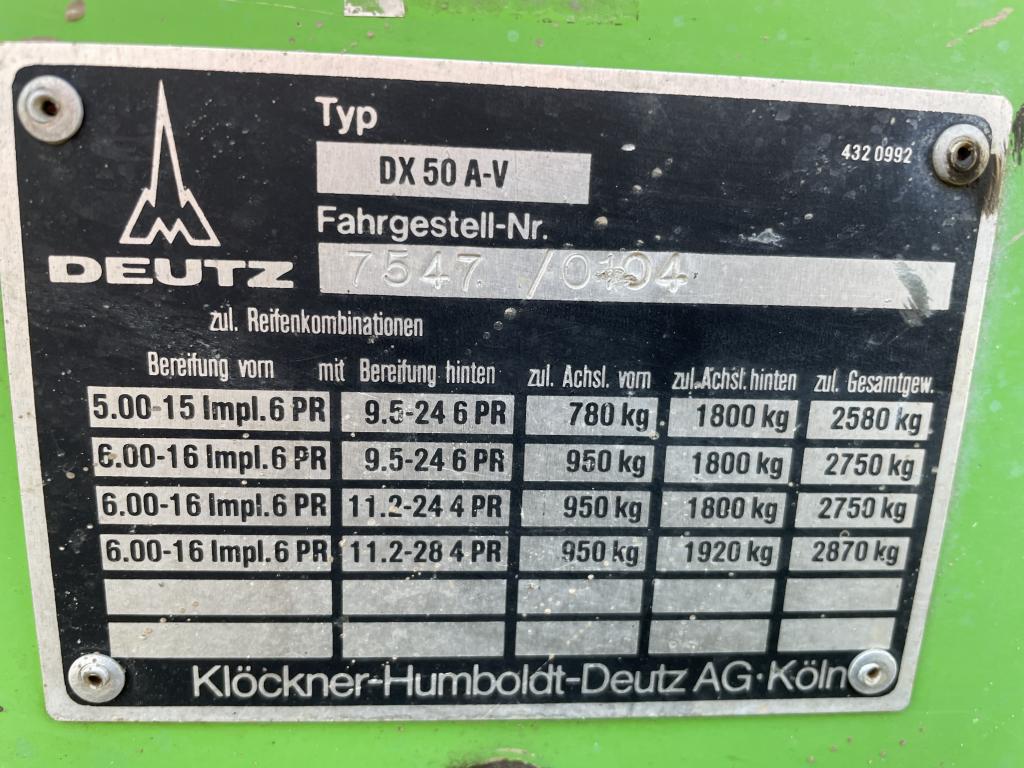 Typ
4320992
DX 50 A-V
Fahrgestell-Nr.
7547 /0104
DEUTZ
zul. Reifenkombinationen
Bereifung vorn mit Bereifung hinten zul. Achsl. vorn zul. Achsl. hinten zul. Gesamtgew.
5.00-15 Impl. 6 PR 9.5-24 6 PR 780 kg 1800 kg 2580 kg
6.00-16 Impl. 6 PR 9.5-24 6 PR 950 kg 1800 kg 2750 kg
6.00-16 Impl. 6 PR 11.2-24 4 PR 950 kg 1800 kg 2750 kg
6.00-16 Impl. 6 PR 11.2-28 4 PR 950 kg 1920 kg 2870 kg
Klöckner-Humboldt-Deutz AG · Köln